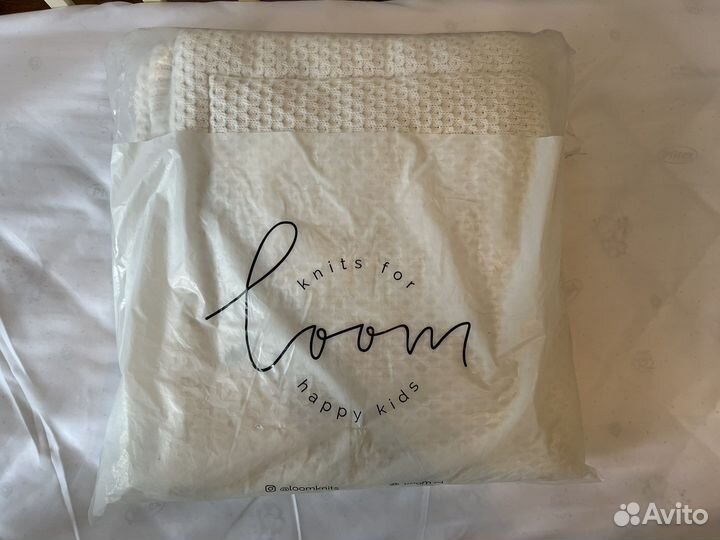 knits for
loom
happy kids
@loomknits
Avito